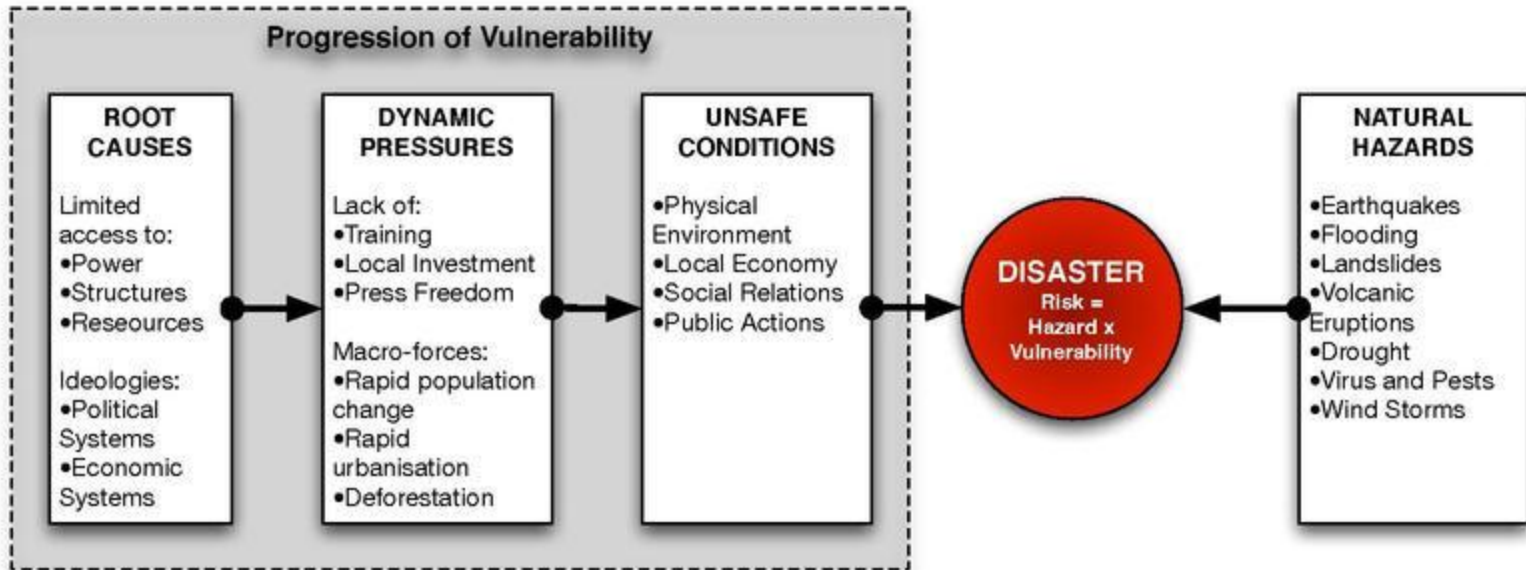 Progression of Vulnerability
ROOT
CAUSES
Limited
access to:
•Power
•Structures
•Reseources
Ideologies:
•Political
Systems
•Economic
Systems
DYNAMIC
PRESSURES
Lack of:
•Training
•Local Investment
•Press Freedom
Macro-forces:
•Rapid population
change
•Rapid
urbanisation
•Deforestation
UNSAFE
CONDITIONS
•Physical
Environment
•Local Economy
•Social Relations
•Public Actions
DISASTER
Risk =
Hazard x
Vulnerability
NATURAL
HAZARDS
•Earthquakes
•Flooding
•Landslides
•Volcanic
Eruptions
•Drought
•Virus and Pests
•Wind Storms